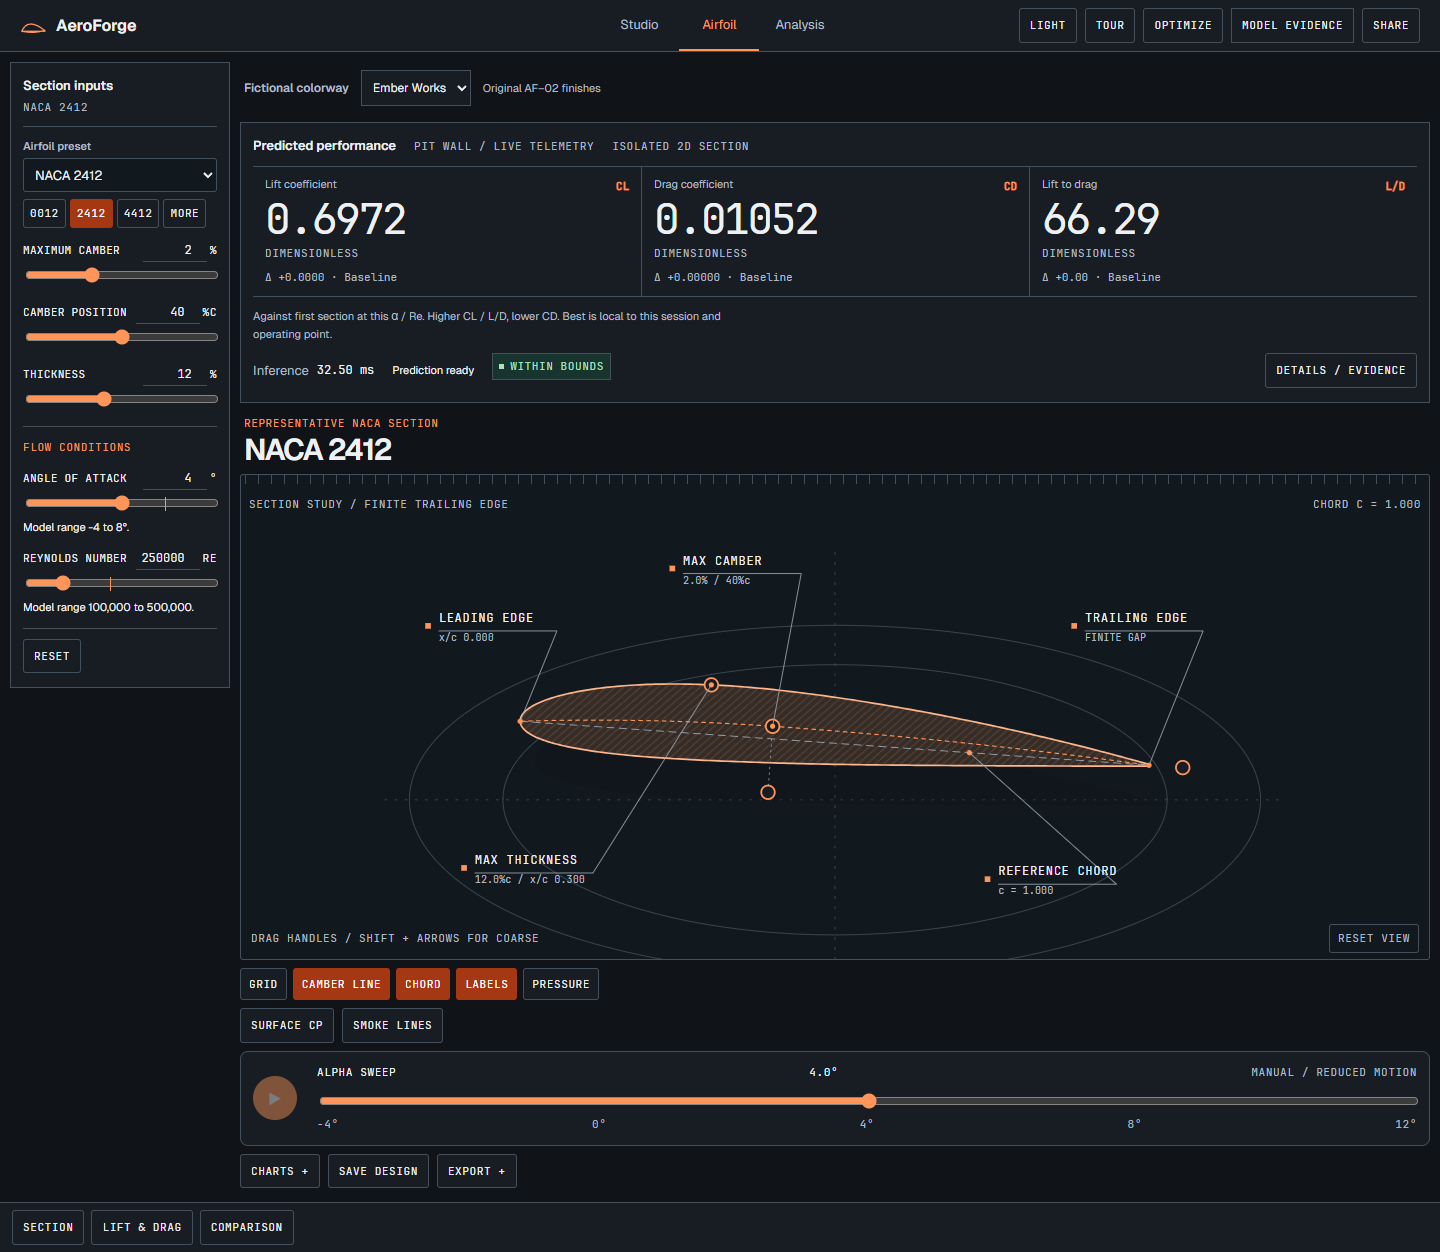 AeroForge
Studio
Airfoil
Analysis
LIGHT
TOUR
OPTIMIZE
MODEL EVIDENCE
SHARE
Section inputs
NACA 2412
Airfoil preset
NACA 2412
0012
2412
4412
MORE
MAXIMUM CAMBER 2 %
CAMBER POSITION 40 %C
THICKNESS 12 %
FLOW CONDITIONS
ANGLE OF ATTACK 4 °
Model range -4 to 8°.
REYNOLDS NUMBER 250000 RE
Model range 100,000 to 500,000.
RESET
Fictional colorway
Ember Works
Original AF-02 finishes
Predicted performance PIT WALL / LIVE TELEMETRY ISOLATED 2D SECTION
Lift coefficient CL
0.6972
DIMENSIONLESS
Δ +0.0000 · Baseline
Drag coefficient CD
0.01052
DIMENSIONLESS
Δ +0.00000 · Baseline
Lift to drag L/D
66.29
DIMENSIONLESS
Δ +0.00 · Baseline
Against first section at this α / Re. Higher CL / L/D, lower CD. Best is local to this session and
operating point.
Inference 32.50 ms Prediction ready WITHIN BOUNDS
DETAILS / EVIDENCE
REPRESENTATIVE NACA SECTION
NACA 2412
SECTION STUDY / FINITE TRAILING EDGE
CHORD C = 1.000
MAX CAMBER
2.0% / 40%c
LEADING EDGE
x/c 0.000
TRAILING EDGE
FINITE GAP
MAX THICKNESS
12.0%c / x/c 0.300
REFERENCE CHORD
c = 1.000
DRAG HANDLES / SHIFT + ARROWS FOR COARSE
RESET VIEW
GRID
CAMBER LINE
CHORD
LABELS
PRESSURE
SURFACE CP
SMOKE LINES
ALPHA SWEEP 4.0° MANUAL / REDUCED MOTION
-4° 0° 4° 8° 12°
CHARTS +
SAVE DESIGN
EXPORT +
SECTION
LIFT & DRAG
COMPARISON